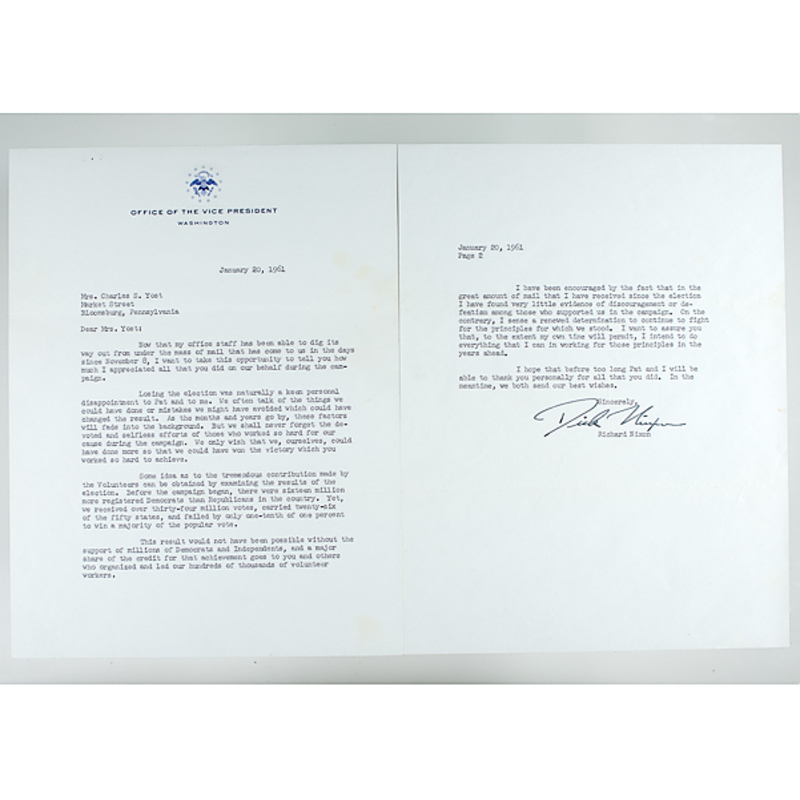 OFFICE OF THE VICE PRESIDENT
WASHINGTON
January 20, 1961
Mrs. Charles S. Yost
Market Street
Bloomsburg, Pennsylvania
Dear Mrs. Yost:
Now that my office staff has been able to dig its
way out from under the mass of mail that has come to us in the days
since November 8, I want to take this opportunity to tell you how
much I appreciated all that you did on our behalf during the cam-
paign.
Losing the election was naturally a keen personal
disappointment to Pat and to me. We often talk of the things we
could have done or mistakes we might have avoided which could have
changed the result. As the months and years go by, these factors
will fade into the background. But we shall never forget the de-
voted and selfless efforts of those who worked so hard for our
cause during the campaign. We only wish that we, ourselves, could
have done more so that we could have won the victory which you
worked so hard to achieve.
Some idea as to the tremendous contribution made by
the Volunteers can be obtained by examining the results of the
election. Before the campaign began, there were sixteen million
more registered Democrats than Republicans in the country. Yet,
we received over thirty-four million votes, carried twenty-six
of the fifty states, and failed by only one-tenth of one percent
to win a majority of the popular vote.
This result would not have been possible without the
support of millions of Democrats and Independents, and a major
share of the credit for that achievement goes to you and others
who organized and led our hundreds of thousands of volunteer
workers.
January 20, 1961
Page 2
I have been encouraged by the fact that in the
great amount of mail that I have received since the election
I have found very little evidence of discouragement or de-
featism among those who supported us in the campaign. On the
contrary, I sense a renewed determination to continue to fight
for the principles for which we stood. I want to assure you
that, to the extent my own time will permit, I intend to do
everything that I can in working for those principles in the
years ahead.
I hope that before too long Pat and I will be
able to thank you personally for all that you did. In the
meantime, we both send our best wishes.
Sincerely,
Dick Nixon
Richard Nixon